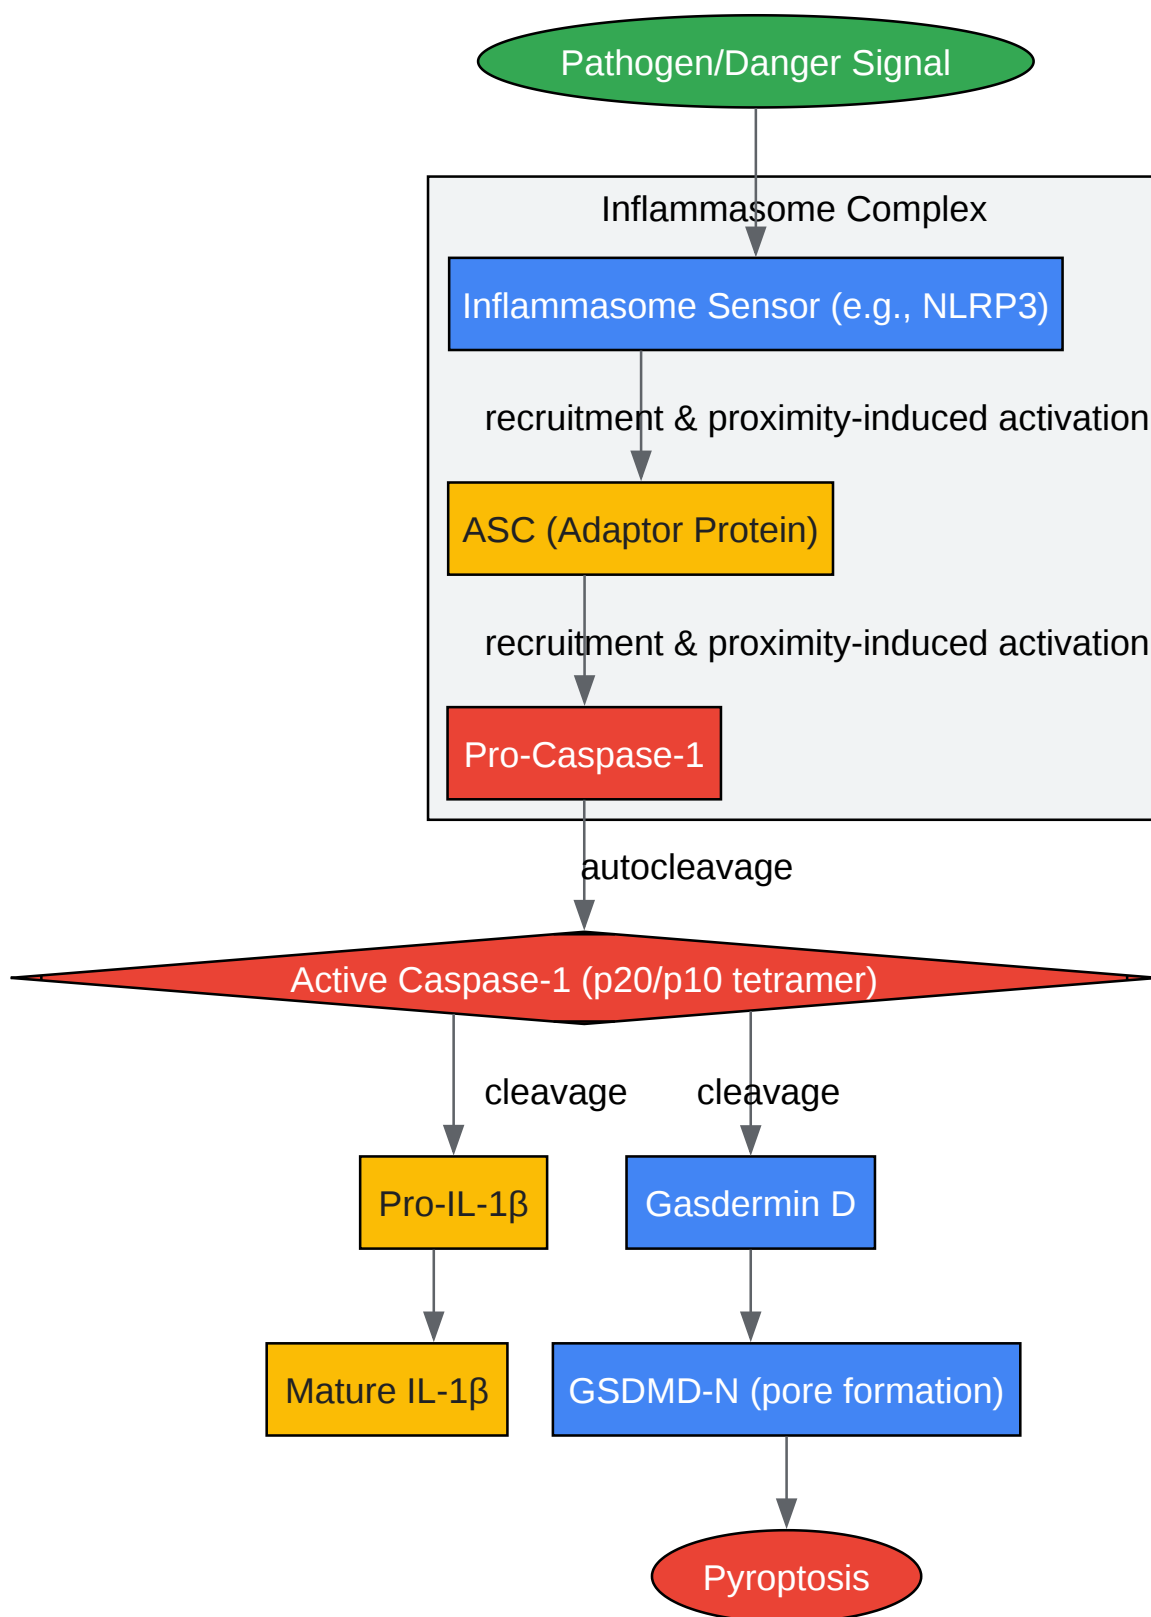 Pathogen/Danger Signal
Inflammasome Complex
Inflammasome Sensor (e.g., NLRP3)
recruitment & proximity-induced activation
ASC (Adaptor Protein)
recruitment & proximity-induced activation
Pro-Caspase-1
autocleavage
Active Caspase-1 (p20/p10 tetramer)
cleavage
cleavage
Pro-IL-1β
Gasdermin D
Mature IL-1β
GSDMD-N (pore formation)
Pyroptosis